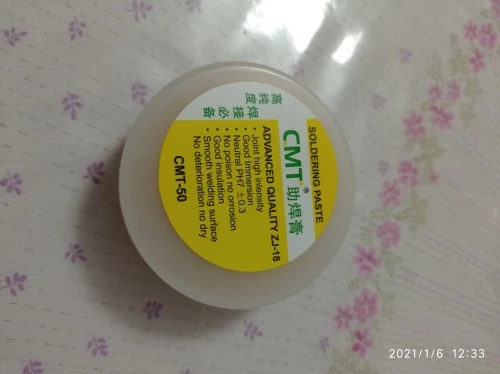 SOLDERING PASTE
CMT® 助焊膏
ADVANCED QUALITY ZJ-18
• Joint high intensity
• Good Immersion
• Neutral PH7 ± 0.3
• No poison no orrosion
• Good insulation
• Smooth welding surface
No deterioration no dry
CMT-50
高纯度
焊接必备
2021/1/6 12:33